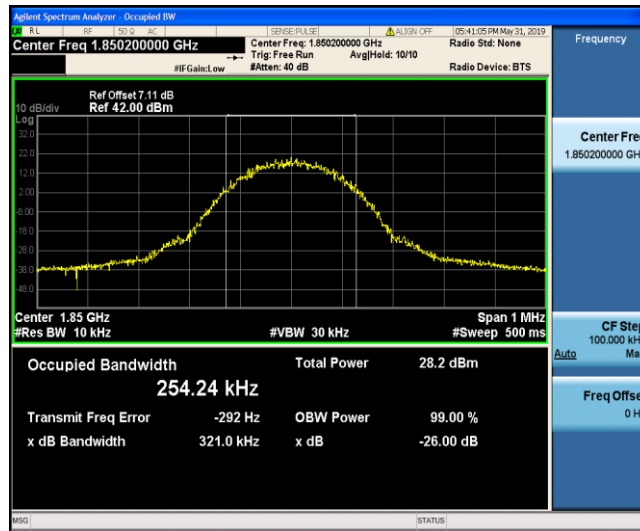 Agilent Spectrum Analyzer - Occupied BW
RL RF 50 Ω AC SENSE:PULSE ALIGN OFF 05:41:05 PM May 31, 2019
Center Freq 1.850200000 GHz
Center Freq: 1.850200000 GHz
Radio Std: None
Trig: Free Run Avg|Hold: 10/10
#IFGain:Low
#Atten: 40 dB
Radio Device: BTS
Ref Offset 7.11 dB
10 dB/div Ref 42.00 dBm
Log
32.0
22.0
12.0
2.00
-8.00
-18.0
-28.0
-38.0
-48.0
Center 1.85 GHz Span 1 MHz
#Res BW 10 kHz #VBW 30 kHz #Sweep 500 ms
Occupied Bandwidth Total Power 28.2 dBm
254.24 kHz
Transmit Freq Error -292 Hz OBW Power 99.00 %
x dB Bandwidth 321.0 kHz x dB -26.00 dB
MSG STATUS
Frequency
Center Fre
1.850200000 GH
CF Step
100.000 kH
Auto Ma
Freq Offse
0 H